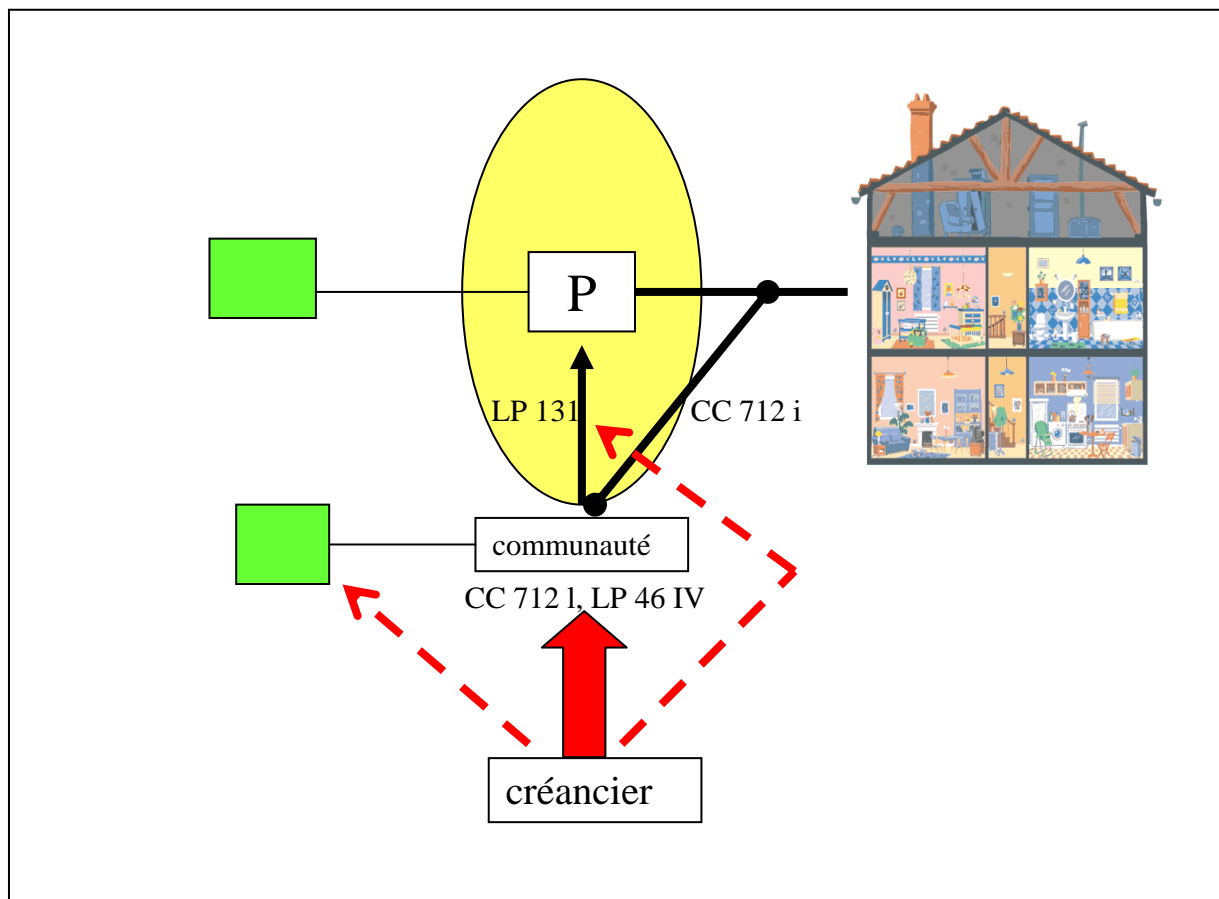 P
LP 131
CC 712 i
communauté
CC 712 l, LP 46 IV
créancier